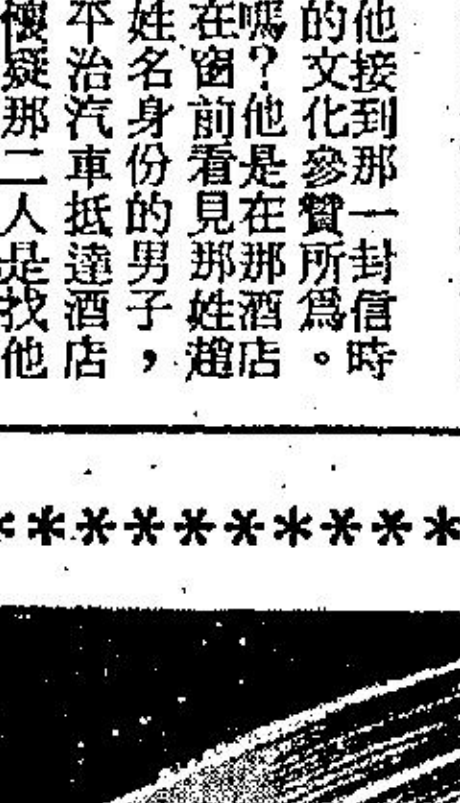 他接到那一封信時
的文化參贊所爲。
嗎？他是在那酒店
在窗前看見那姓趙
姓名身份的男子，
平治汽車抵達酒店
懷疑那二人是找他
*********